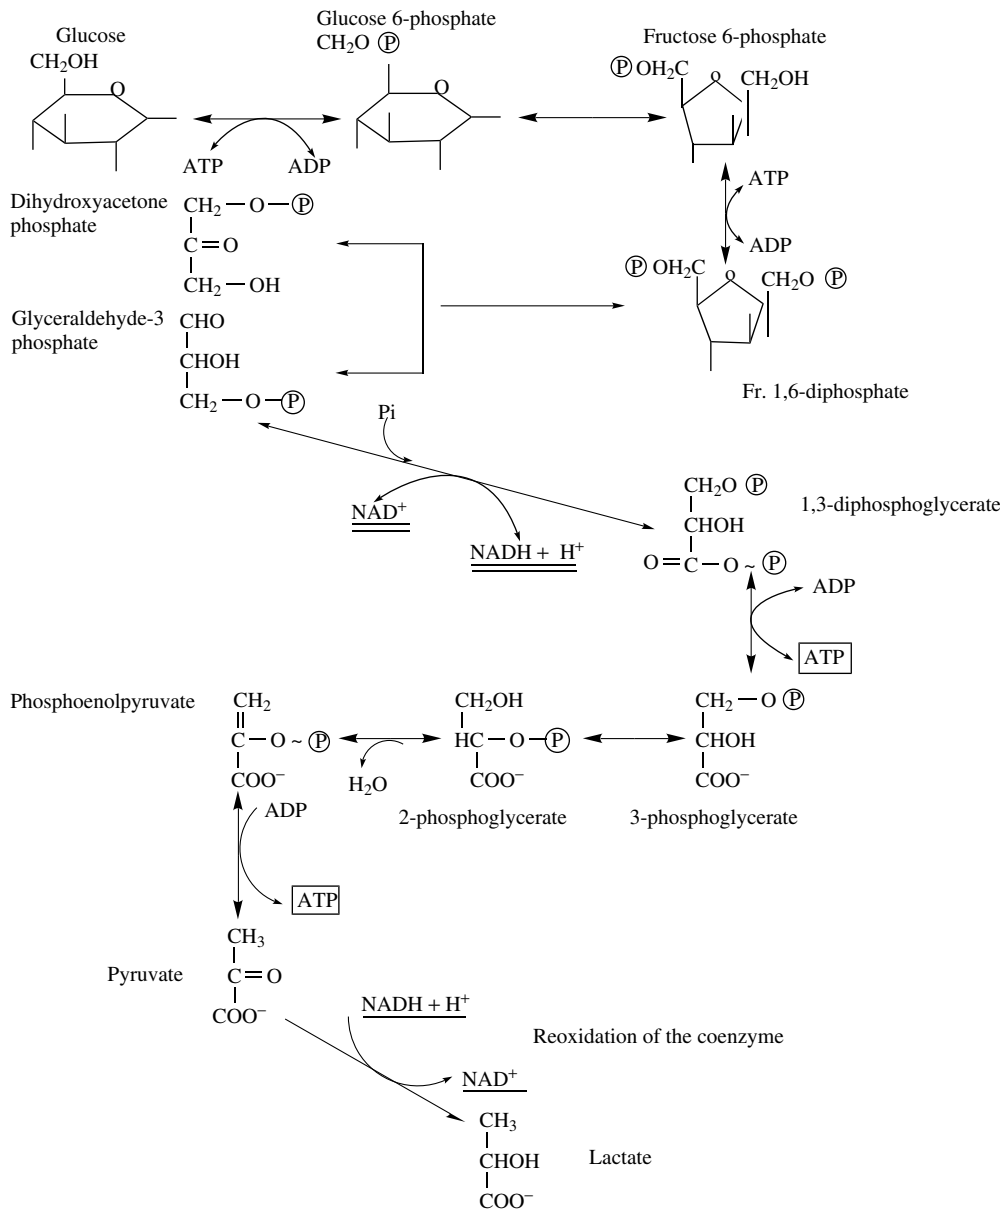 Glucose
CH₂OH
O
Glucose 6-phosphate
CH₂O Ⓟ
O
Fructose 6-phosphate
Ⓟ OH₂C
O
CH₂OH
ATP
ADP
ATP
ADP
Dihydroxyacetone
phosphate
CH₂ — O — Ⓟ
C = O
CH₂ — OH
Ⓟ OH₂C
O
CH₂O Ⓟ
Fr. 1,6-diphosphate
Glyceraldehyde-3
phosphate
CHO
CHOH
CH₂ — O — Ⓟ
Pi
NAD⁺
NADH + H⁺
CH₂O Ⓟ
CHOH
O = C — O ~ Ⓟ
1,3-diphosphoglycerate
ADP
ATP
Phosphoenolpyruvate
CH₂
C — O ~ Ⓟ
COO⁻
H₂O
CH₂OH
HC — O — Ⓟ
COO⁻
2-phosphoglycerate
CH₂ — O Ⓟ
CHOH
COO⁻
3-phosphoglycerate
ADP
ATP
Pyruvate
CH₃
C = O
COO⁻
NADH + H⁺
Reoxidation of the coenzyme
NAD⁺
CH₃
CHOH
COO⁻
Lactate